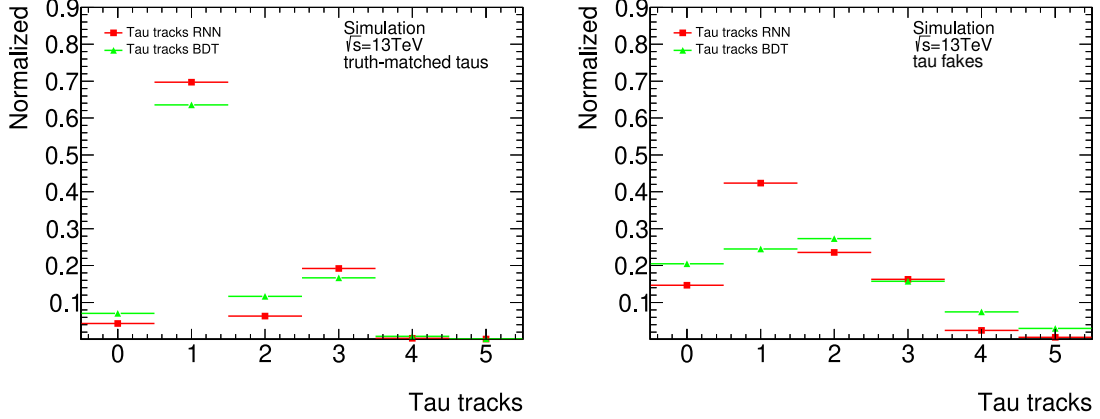 Normalized
0.9
0.8
0.7
0.6
0.5
0.4
0.3
0.2
0.1
Tau tracks RNN
Tau tracks BDT
Simulation
√s=13TeV
truth-matched taus
0 1 2 3 4 5
Tau tracks
Normalized
0.9
0.8
0.7
0.6
0.5
0.4
0.3
0.2
0.1
Tau tracks RNN
Tau tracks BDT
Simulation
√s=13TeV
tau fakes
0 1 2 3 4 5
Tau tracks